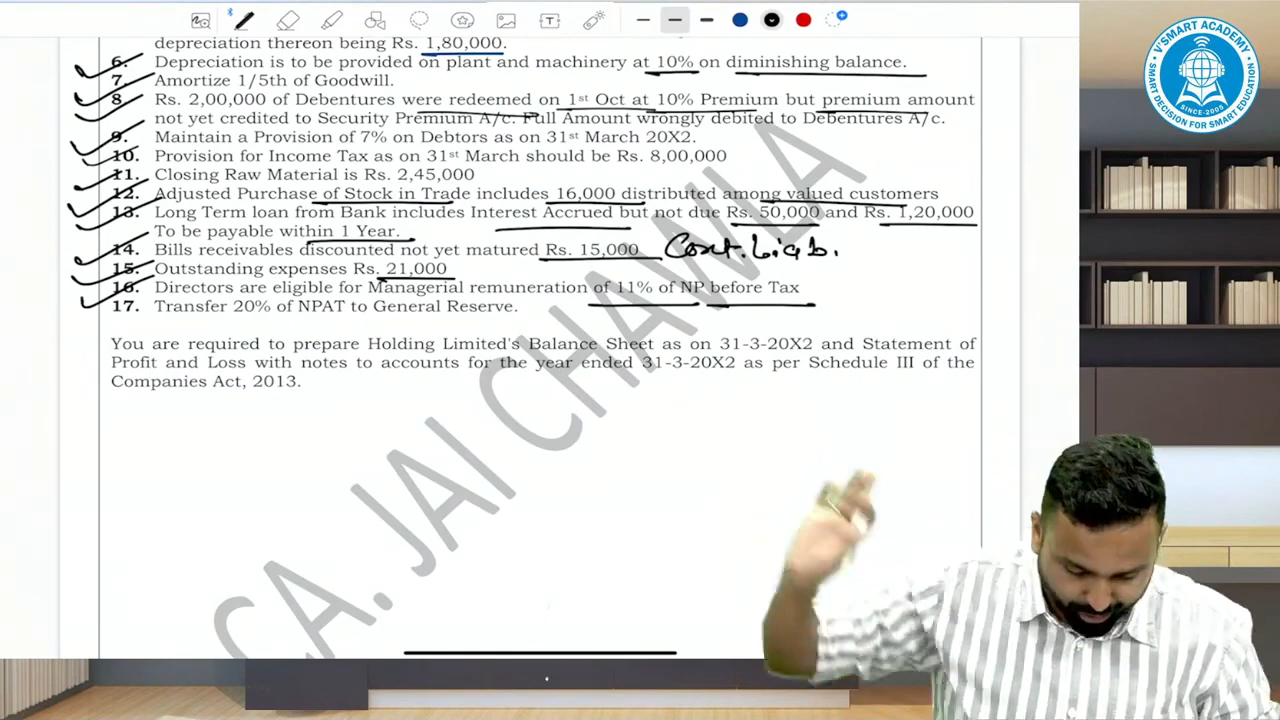 depreciation thereon being Rs. 1,80,000.
6. Depreciation is to be provided on plant and machinery at 10% on diminishing balance.
7. Amortize 1/5th of Goodwill.
8. Rs. 2,00,000 of Debentures were redeemed on 1st Oct at 10% Premium but premium amount
not yet credited to Security Premium A/c. Full Amount wrongly debited to Debentures A/c.
9. Maintain a Provision of 7% on Debtors as on 31st March 20X2.
10. Provision for Income Tax as on 31st March should be Rs. 8,00,000
11. Closing Raw Material is Rs. 2,45,000
12. Adjusted Purchase of Stock in Trade includes 16,000 distributed among valued customers
13. Long Term loan from Bank includes Interest Accrued but not due Rs. 50,000 and Rs. 1,20,000
To be payable within 1 Year.
14. Bills receivables discounted not yet matured Rs. 15,000 Cont. Liab.
15. Outstanding expenses Rs. 21,000
16. Directors are eligible for Managerial remuneration of 11% of NP before Tax
17. Transfer 20% of NPAT to General Reserve.
You are required to prepare Holding Limited's Balance Sheet as on 31-3-20X2 and Statement of
Profit and Loss with notes to accounts for the year ended 31-3-20X2 as per Schedule III of the
Companies Act, 2013.
CA. JAI CHAWLA
V'SMART ACADEMY
SINCE-2005
SMART DECISION FOR SMART EDUCATION